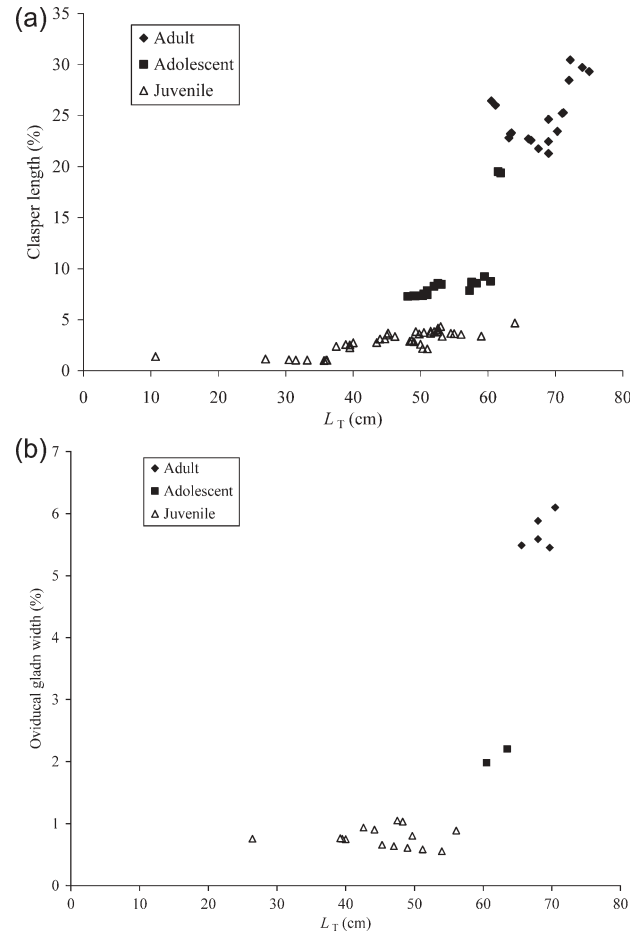 (a)
35
30
25
20
15
10
5
0
Clasper length (%)
Adult
Adolescent
Juvenile
0 10 20 30 40 50 60 70 80
L T (cm)
(b)
7
6
5
4
3
2
1
0
Oviducal gladn width (%)
Adult
Adolescent
Juvenile
0 10 20 30 40 50 60 70 80
L T (cm)